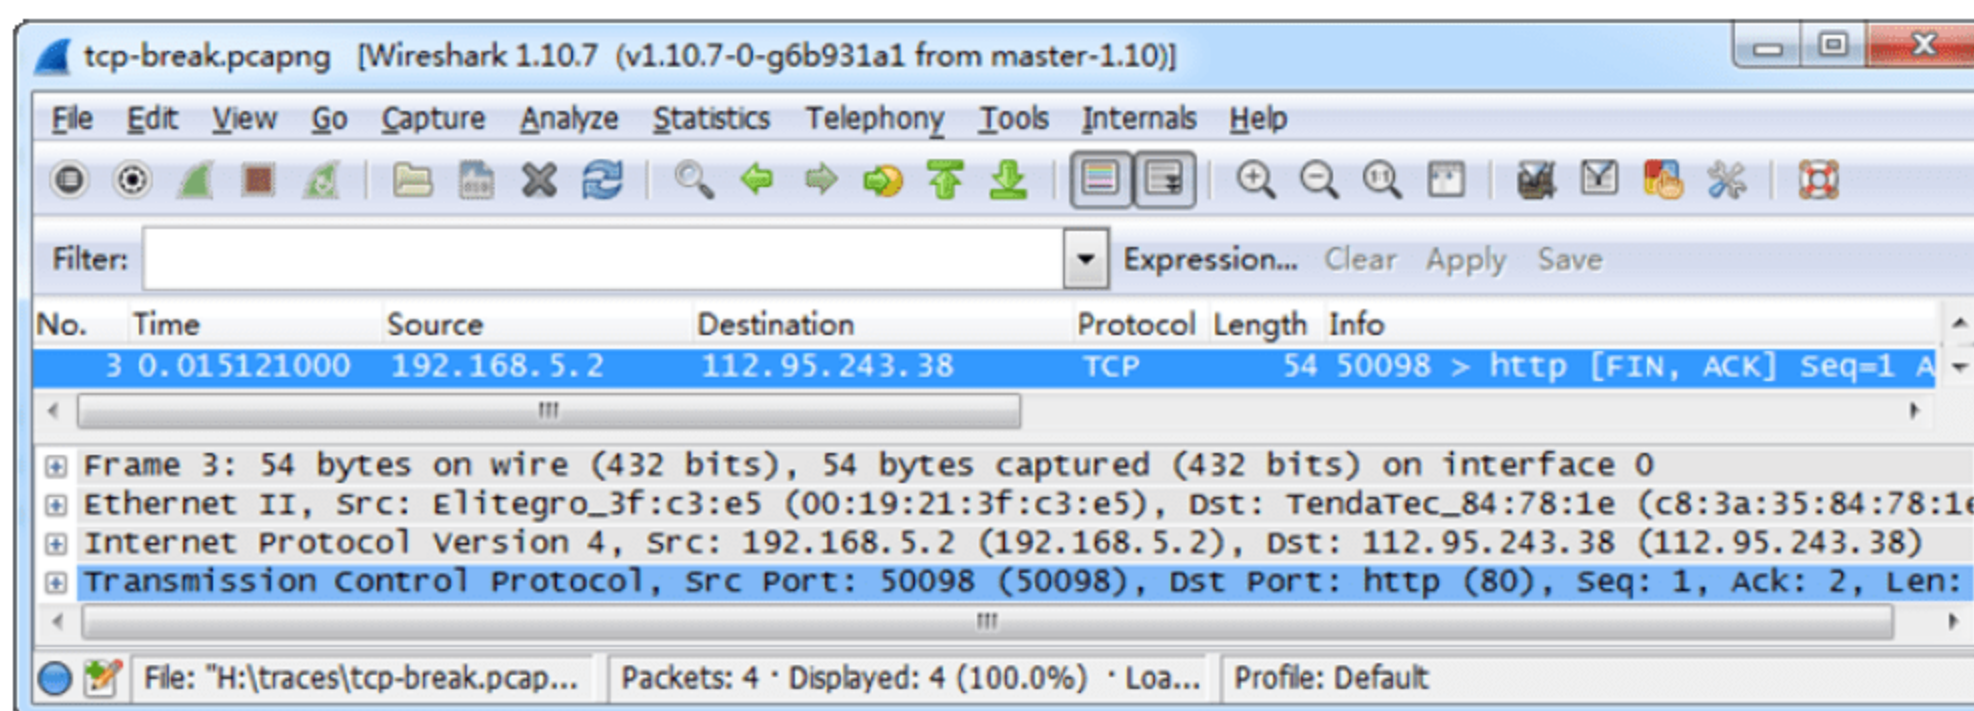 tcp-break.pcapng [Wireshark 1.10.7 (v1.10.7-0-g6b931a1 from master-1.10)]
File Edit View Go Capture Analyze Statistics Telephony Tools Internals Help
Filter: Expression... Clear Apply Save
No. Time Source Destination Protocol Length Info
3 0.015121000 192.168.5.2 112.95.243.38 TCP 54 50098 > http [FIN, ACK] Seq=1 A
Frame 3: 54 bytes on wire (432 bits), 54 bytes captured (432 bits) on interface 0
Ethernet II, Src: Elitegro_3f:c3:e5 (00:19:21:3f:c3:e5), Dst: TendaTec_84:78:1e (c8:3a:35:84:78:1e
Internet Protocol Version 4, Src: 192.168.5.2 (192.168.5.2), Dst: 112.95.243.38 (112.95.243.38)
Transmission Control Protocol, Src Port: 50098 (50098), Dst Port: http (80), Seq: 1, Ack: 2, Len:
File: "H:\traces\tcp-break.pcap... Packets: 4 · Displayed: 4 (100.0%) · Loa... Profile: Default